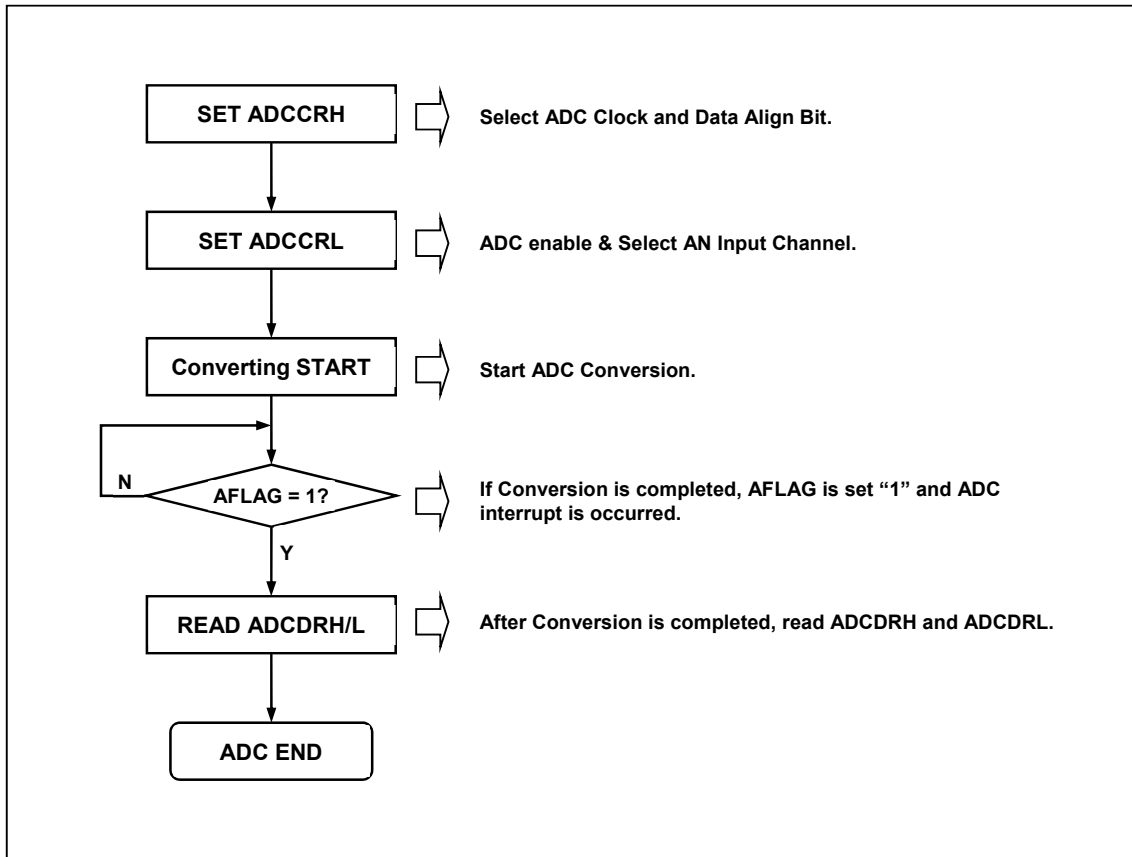 SET ADCCRH
Select ADC Clock and Data Align Bit.
SET ADCCRL
ADC enable & Select AN Input Channel.
Converting START
Start ADC Conversion.
N
AFLAG = 1?
If Conversion is completed, AFLAG is set “1” and ADC
interrupt is occurred.
Y
READ ADCDRH/L
After Conversion is completed, read ADCDRH and ADCDRL.
ADC END